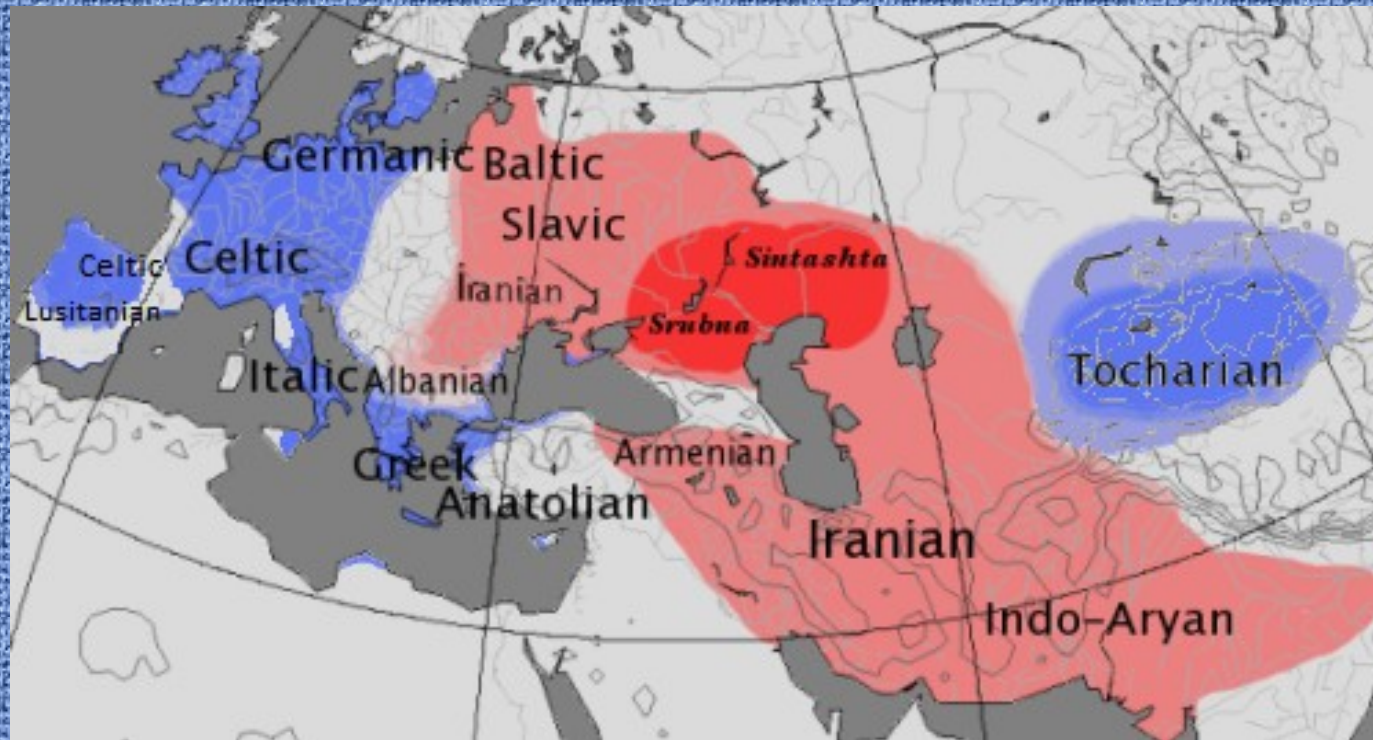 Germanic
Baltic
Slavic
Celtic
Celtic
Sintashta
Iranian
Lusitanian
Srubna
Tocharian
Italic
Albanian
Armenian
Greek
Anatolian
Iranian
Indo-Aryan